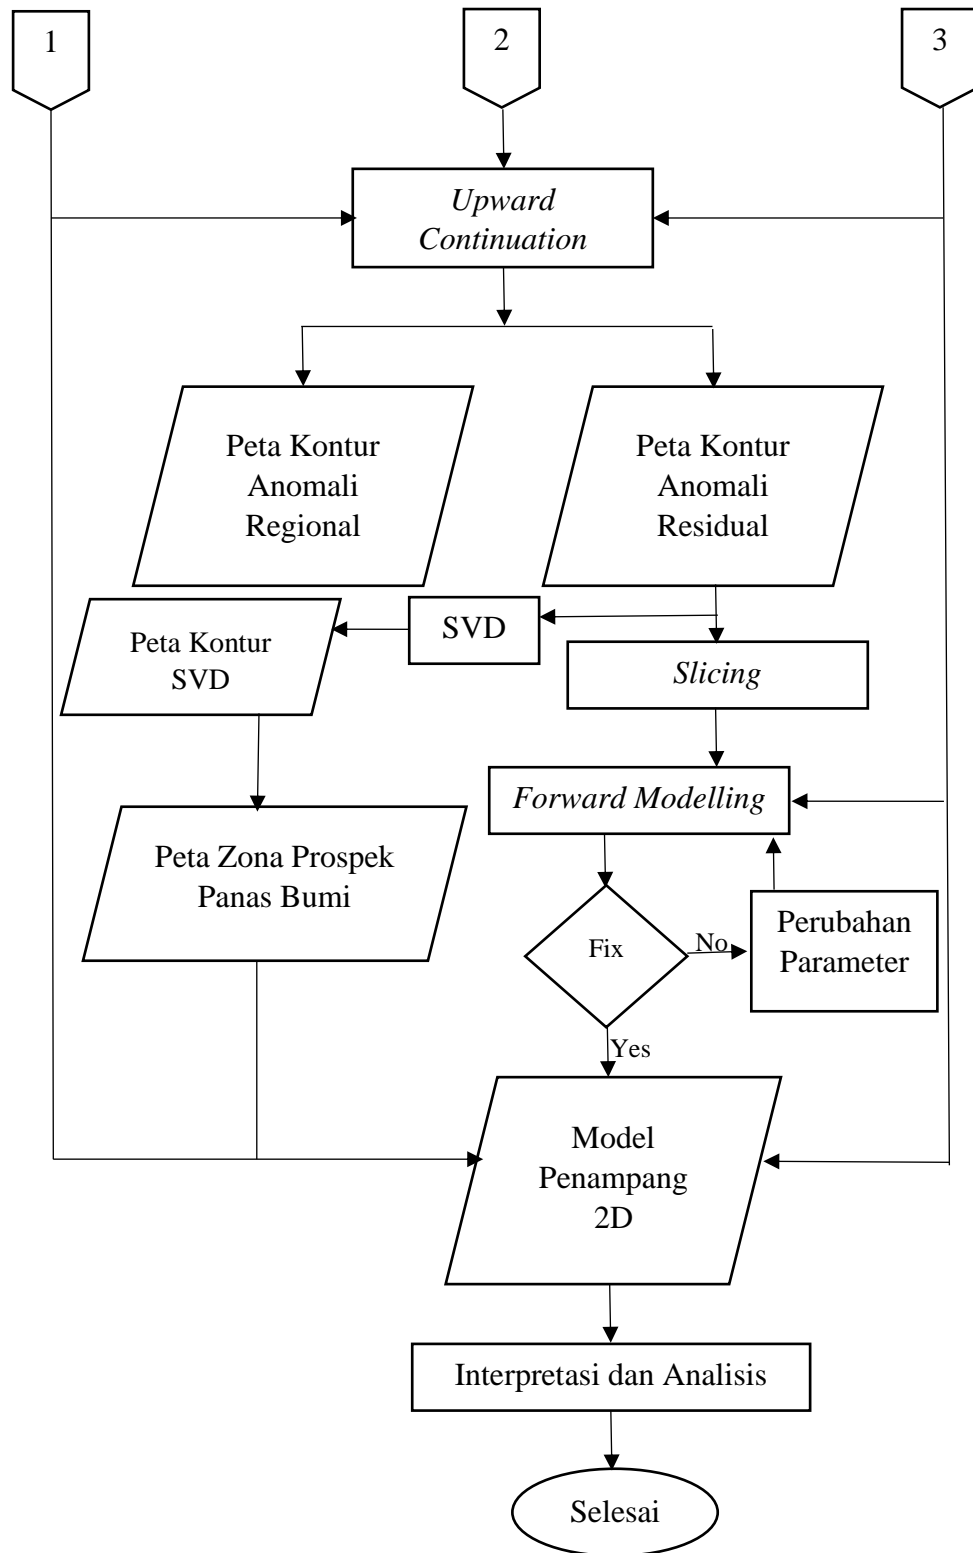 1
2
3
Upward
Continuation
Peta Kontur
Anomali
Regional
Peta Kontur
Anomali
Residual
Peta Kontur
SVD
SVD
Slicing
Forward Modelling
Peta Zona Prospek
Panas Bumi
Fix
No
Perubahan
Parameter
Yes
Model
Penampang
2D
Interpretasi dan Analisis
Selesai